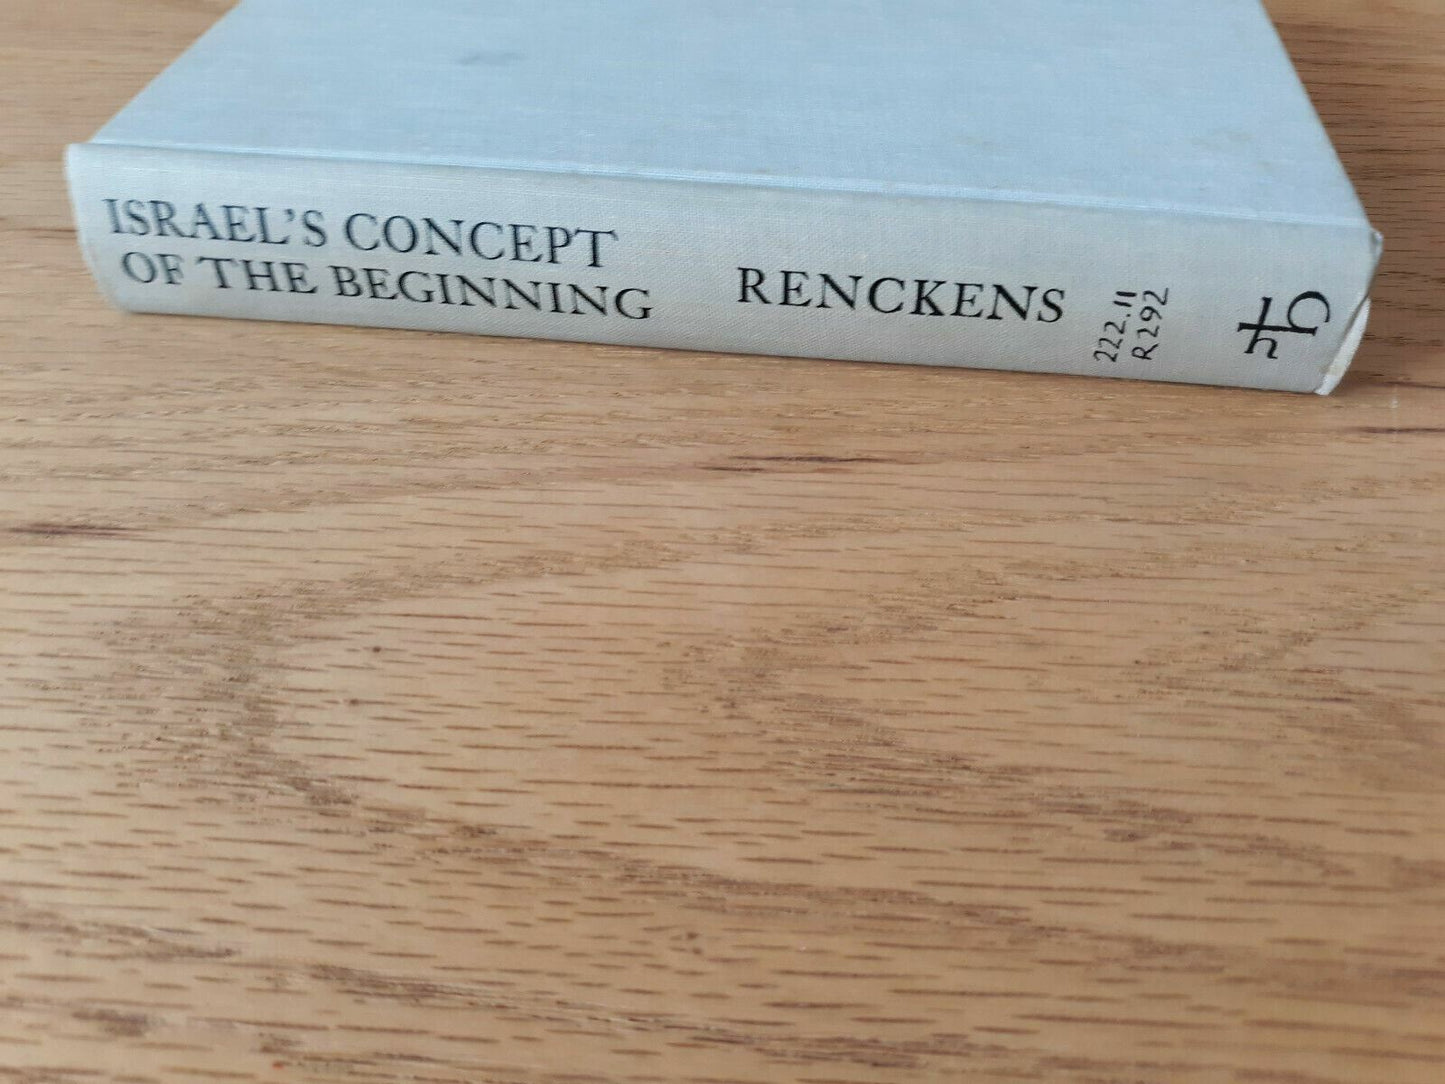 ISRAEL'S CONCEPT
OF THE BEGINNING
RENCKENS
222.11
R292